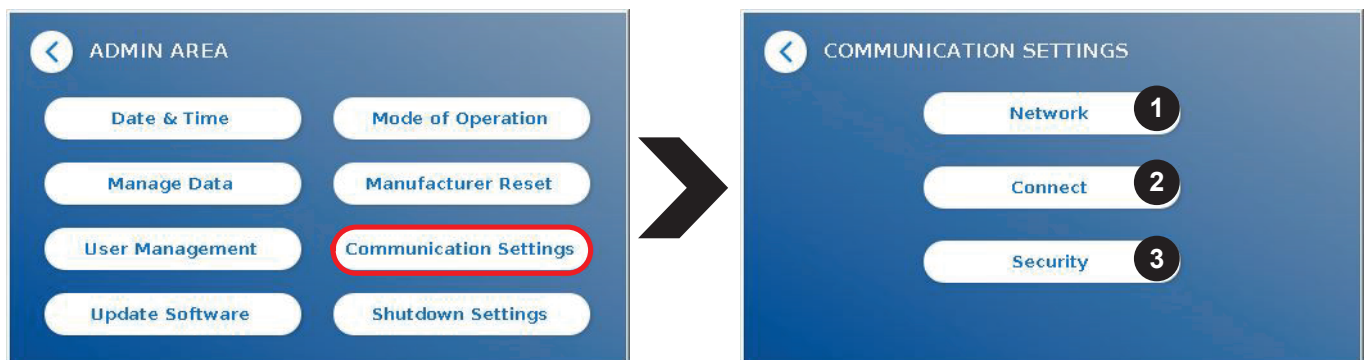 ADMIN AREA
Date & Time
Mode of Operation
Manage Data
Manufacturer Reset
User Management
Communication Settings
Update Software
Shutdown Settings
COMMUNICATION SETTINGS
Network 1
Connect 2
Security 3